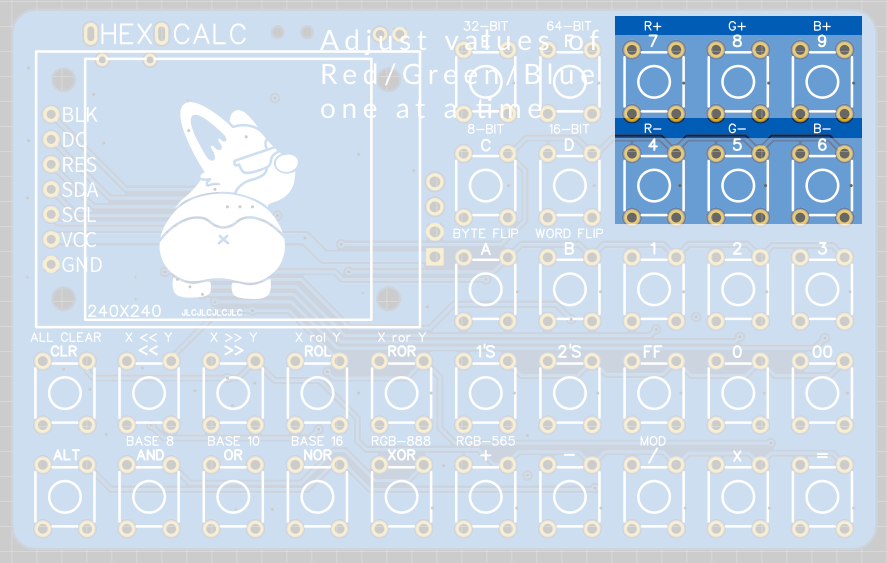 0HEX0CALC
Adjust values of
Red/Green/Blue
one at a time
32-BIT 64-BIT R+ G+ B+
E F 7 8 9
8-BIT 16-BIT R- G- B-
C D 4 5 6
BLK
DC
RES
SDA
SCL
VCC
GND
240X240
JLCJLCJLCJLC
BYTE FLIP WORD FLIP
A B 1 2 3
ALL CLEAR X << Y X >> Y X rol Y X ror Y
CLR << >> ROL ROR 1'S 2'S FF 0 00
BASE 8 BASE 10 BASE 16 RGB-888 RGB-565 MOD
ALT AND OR NOR XOR + - / x =